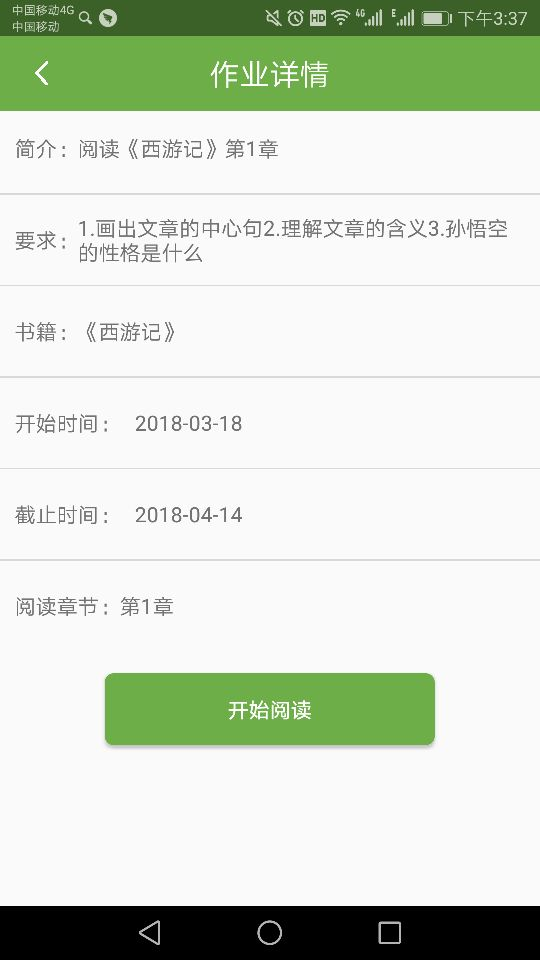 中国移动4G
中国移动
HD 4G E 下午3:37
作业详情
简介：阅读《西游记》第1章
要求：1.画出文章的中心句2.理解文章的含义3.孙悟空
的性格是什么
书籍：《西游记》
开始时间： 2018-03-18
截止时间： 2018-04-14
阅读章节：第1章
开始阅读